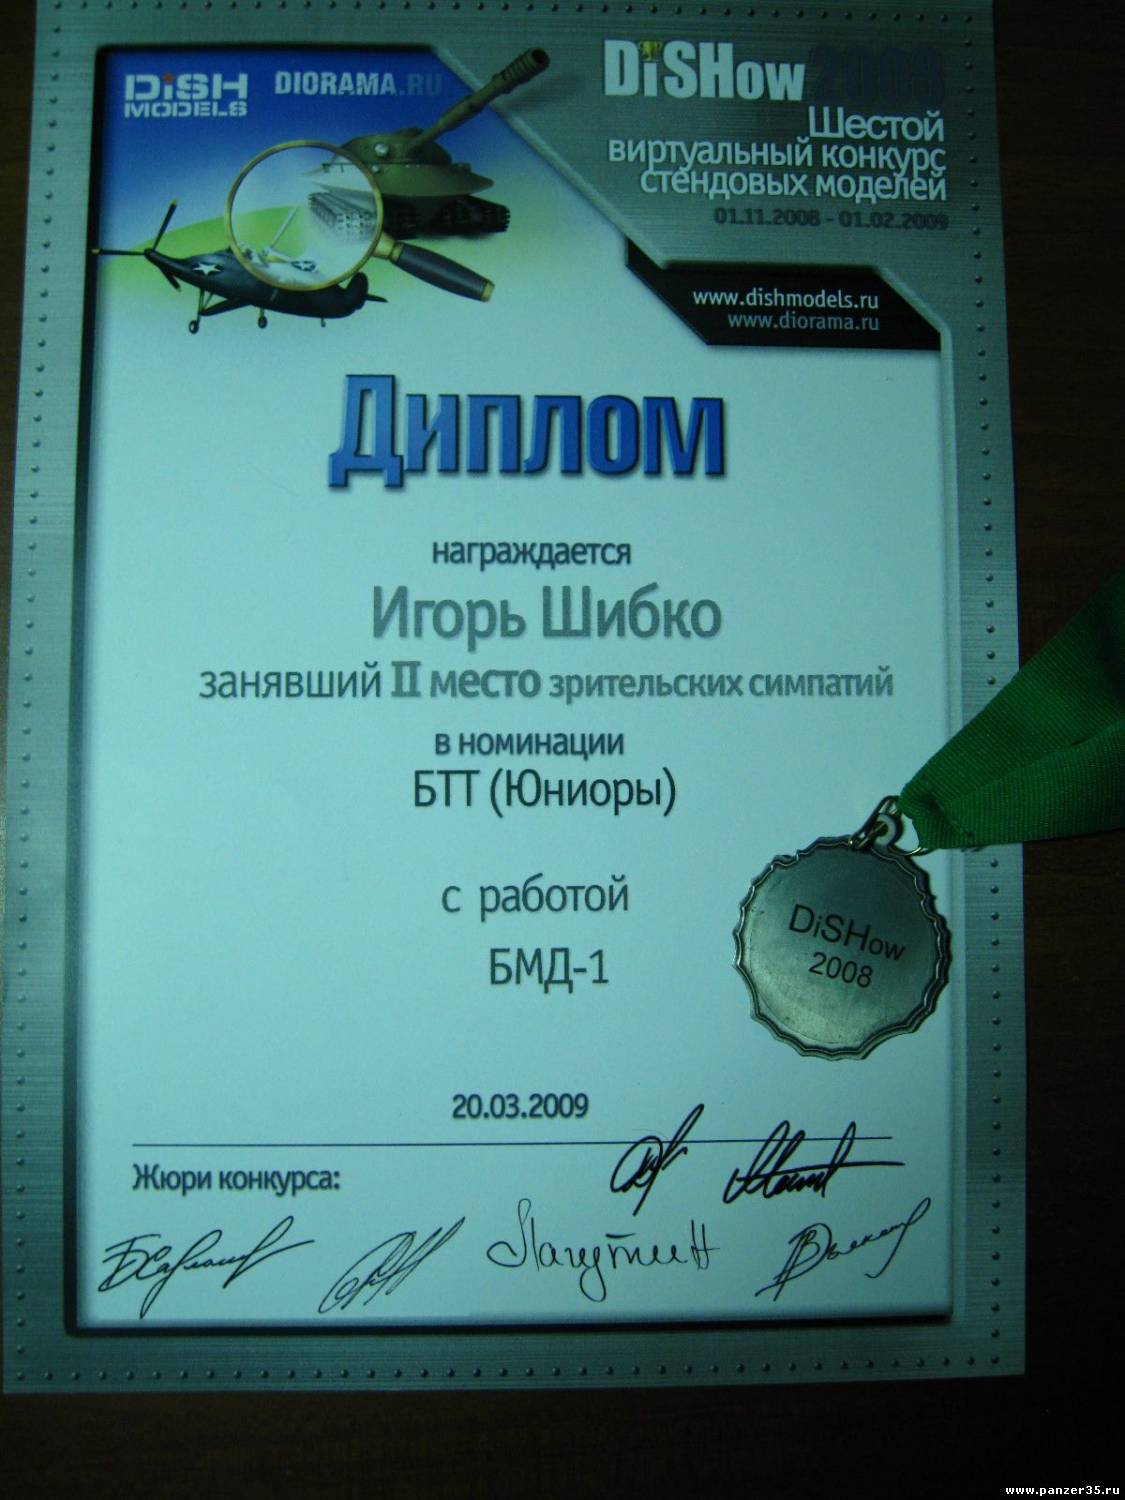 DiSH
MODELS
DIORAMA.RU
DiSHow 2008
Шестой
виртуальный конкурс
стендовых моделей
01.11.2008 - 01.02.2009
www.dishmodels.ru
www.diorama.ru
Диплом
награждается
Игорь Шибко
занявший II место зрительских симпатий
в номинации
БТТ (Юниоры)
с работой
БМД-1
DiSHow
2008
20.03.2009
Жюри конкурса:
Лагутин
www.panzer35.ru